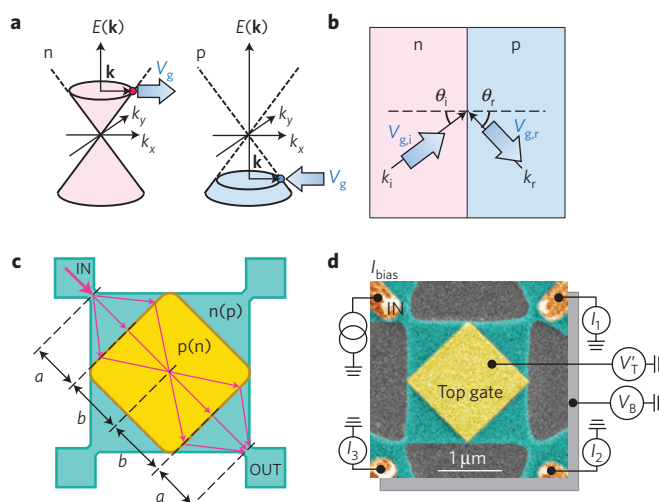 a
n
E(k)
k
V_g
k_y
k_x
p
E(k)
k_y
k_x
k
V_g
b
n
p
θ_i
θ_r
V_g,i
V_g,r
k_i
k_r
c
IN
n(p)
p(n)
a
b
b
a
OUT
d
I_bias
IN
I_1
V'_T
Top gate
V_B
I_3
I_2
1 μm